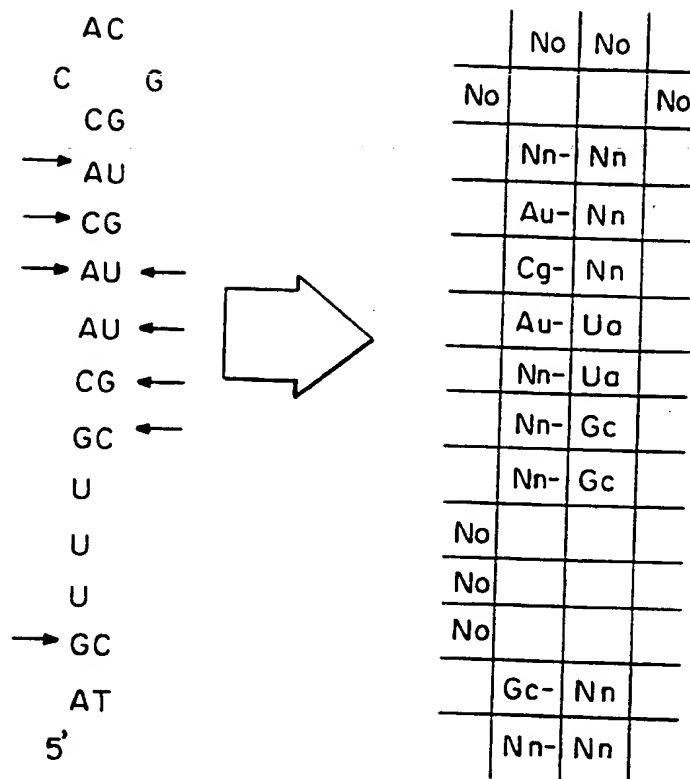 AC
C G
CG
AU
CG
AU
AU
CG
GC
U
U
U
GC
AT
5'
No No
No No
Nn- Nn
Au- Nn
Cg- Nn
Au- Ua
Nn- Ua
Nn- Gc
Nn- Gc
No
No
No
Gc- Nn
Nn- Nn